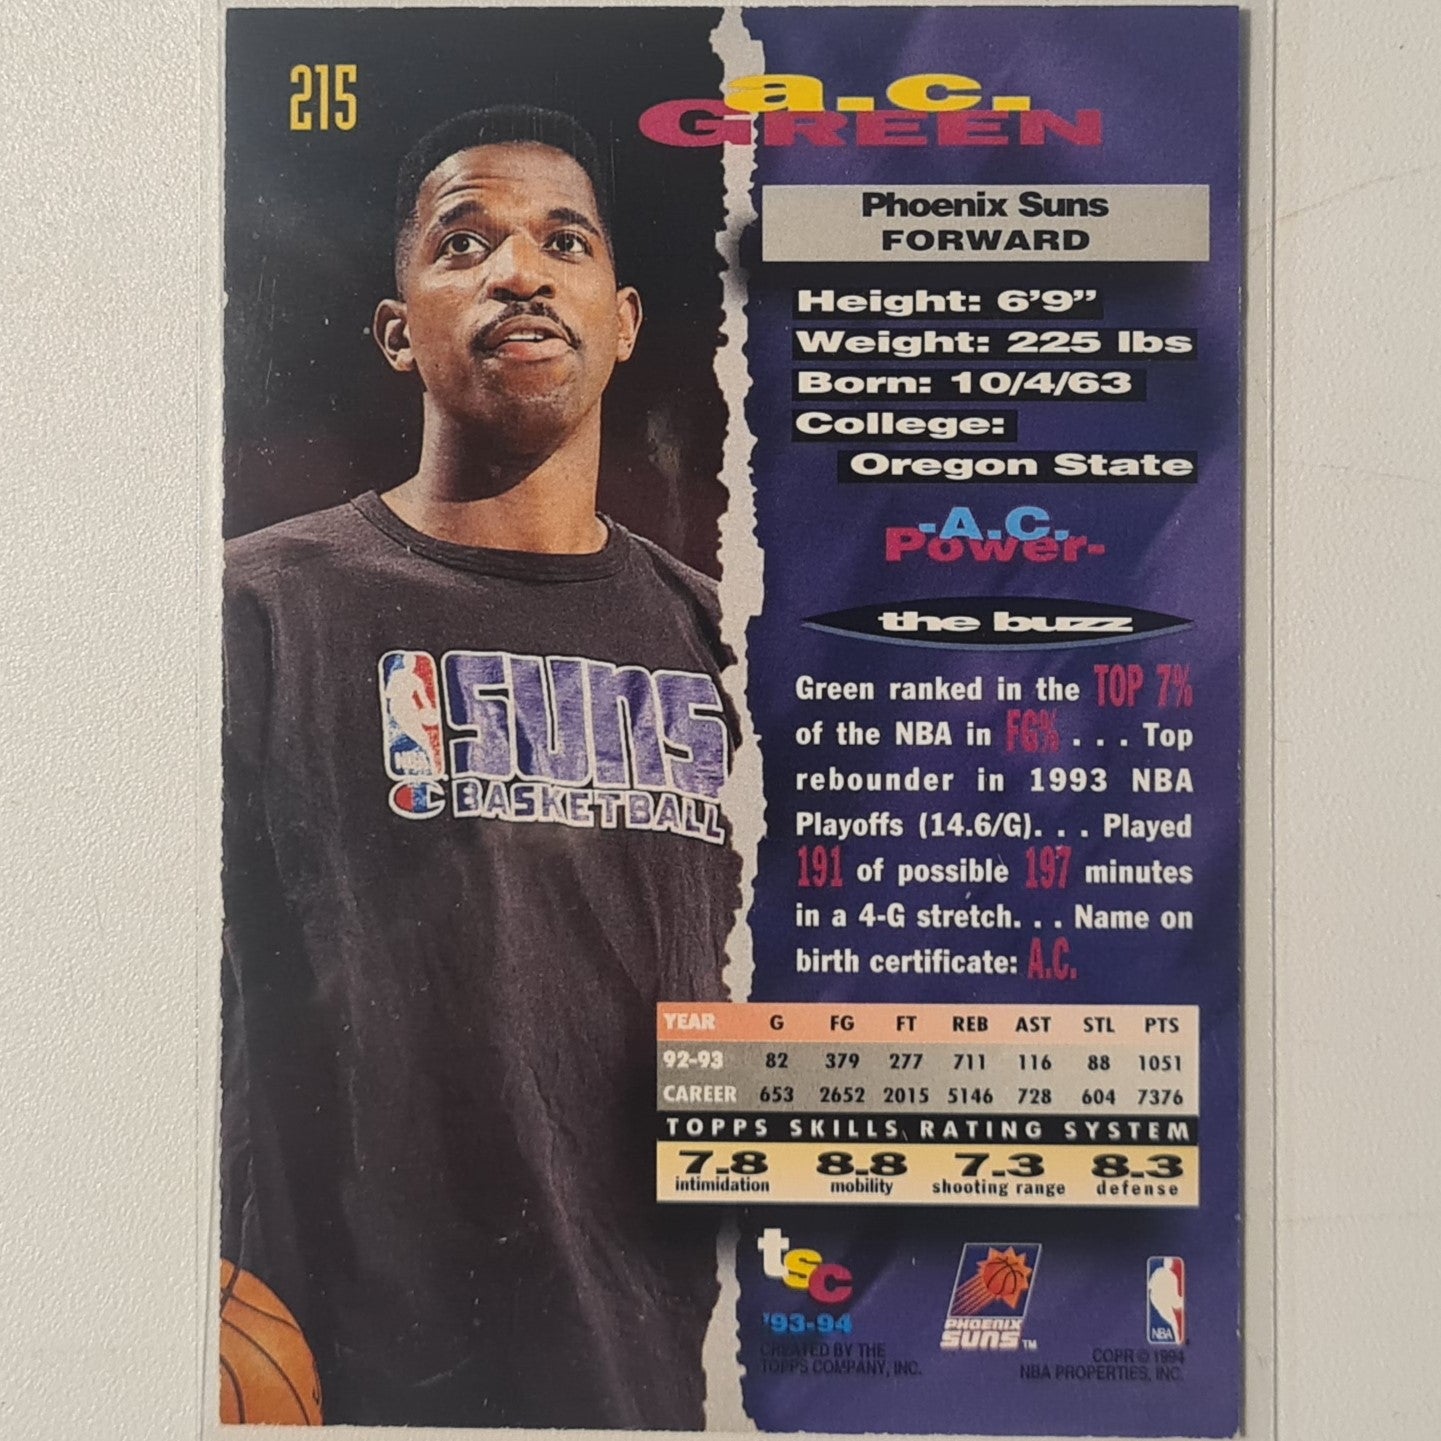 215
a.c.
GREEN
Phoenix Suns
FORWARD
Height: 6'9”
Weight: 225 lbs
Born: 10/4/63
College:
Oregon State
-A.C.
Power-
the buzz
Green ranked in the TOP 7%
of the NBA in FG% . . . Top
rebounder in 1993 NBA
Playoffs (14.6/G). . . Played
191 of possible 197 minutes
in a 4-G stretch. . . Name on
birth certificate: A.C.
NBA SUNS
C BASKETBALL
YEAR G FG FT REB AST STL PTS
92-93 82 379 277 711 116 88 1051
CAREER 653 2652 2015 5146 728 604 7376
TOPPS SKILLS RATING SYSTEM
7.8 8.8 7.3 8.3
intimidation mobility shooting range defense
tsc
'93-94
CREATED BY THE
TOPPS COMPANY, INC.
PHOENIX
SUNS™
NBA
COPR © 1994
NBA PROPERTIES, INC.